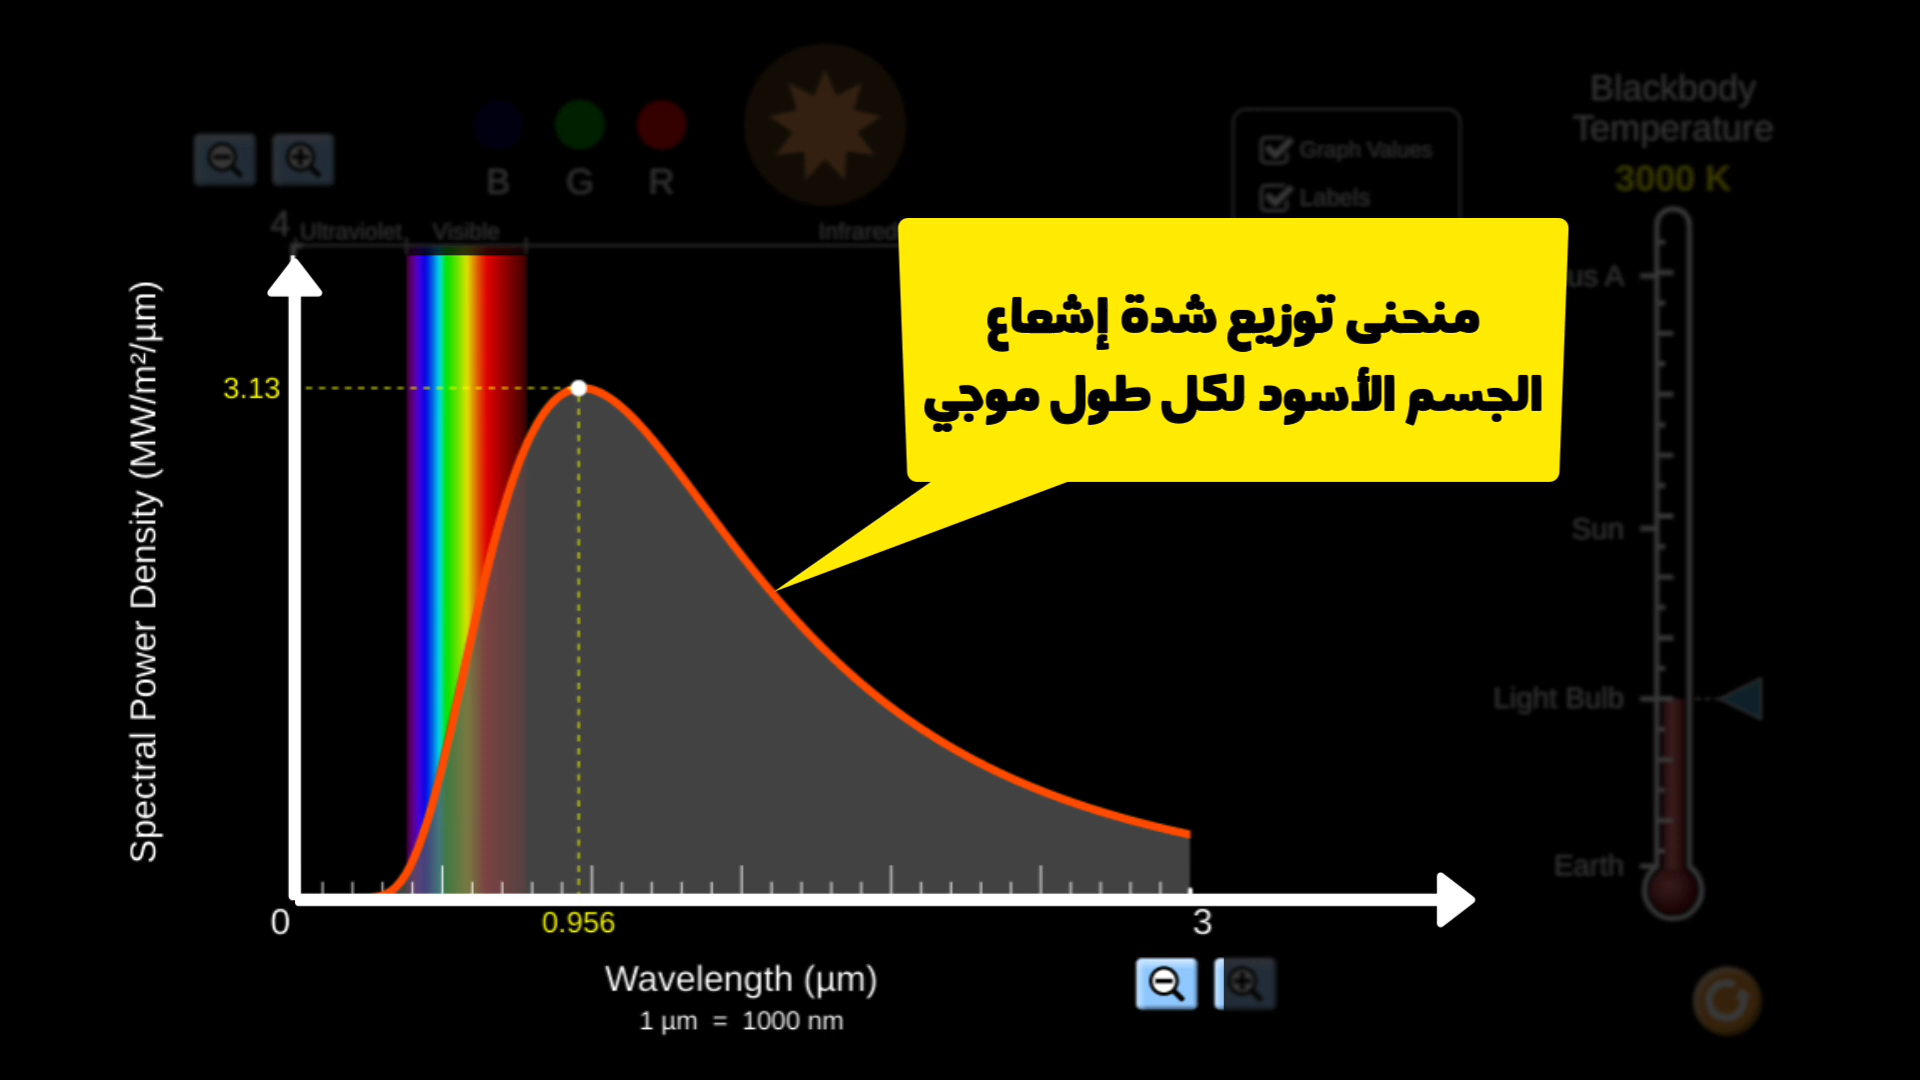 Blackbody
Temperature
3000 K
B G R
Graph Values
Labels
4
Ultraviolet Visible Infrared
منحنى توزيع شدة إشعاع
الجسم الأسود لكل طول موجي
us A
Sun
Light Bulb
Earth
Spectral Power Density (MW/m²/µm)
3.13
0
0.956
3
Wavelength (µm)
1 µm = 1000 nm